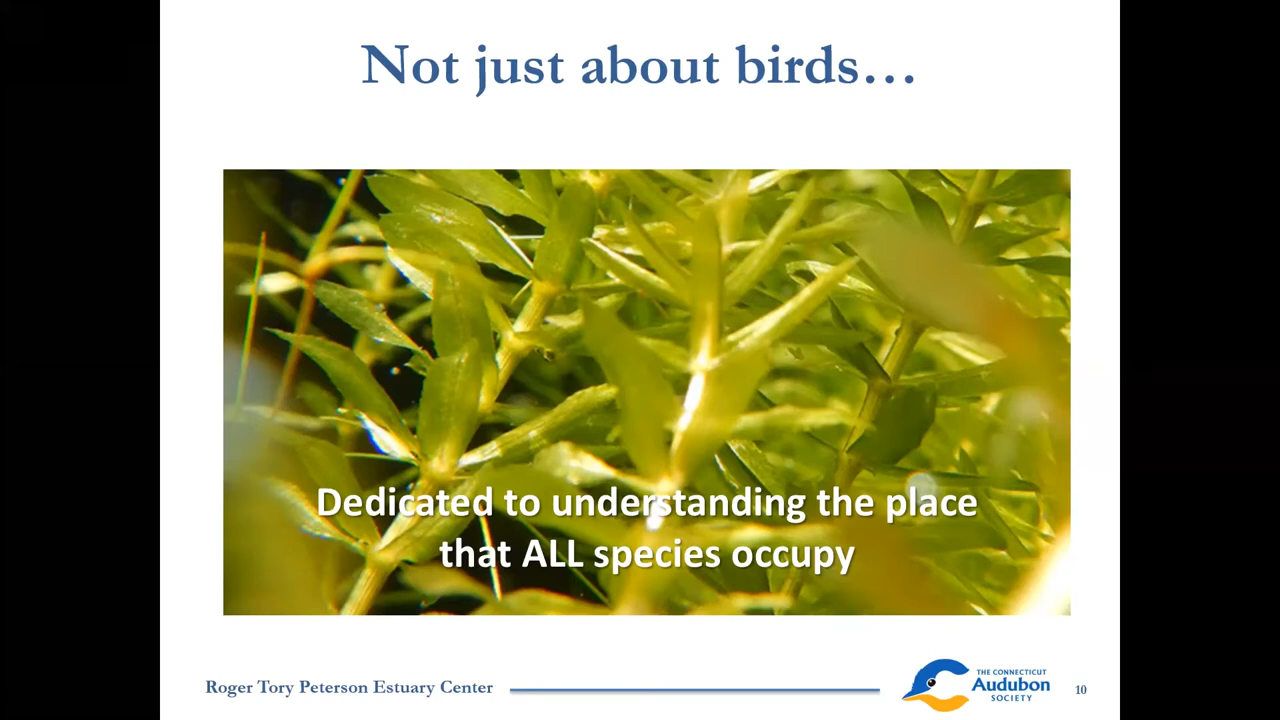 Not just about birds…
Dedicated to understanding the place
that ALL species occupy
Roger Tory Peterson Estuary Center
THE CONNECTICUT
Audubon
SOCIETY
10